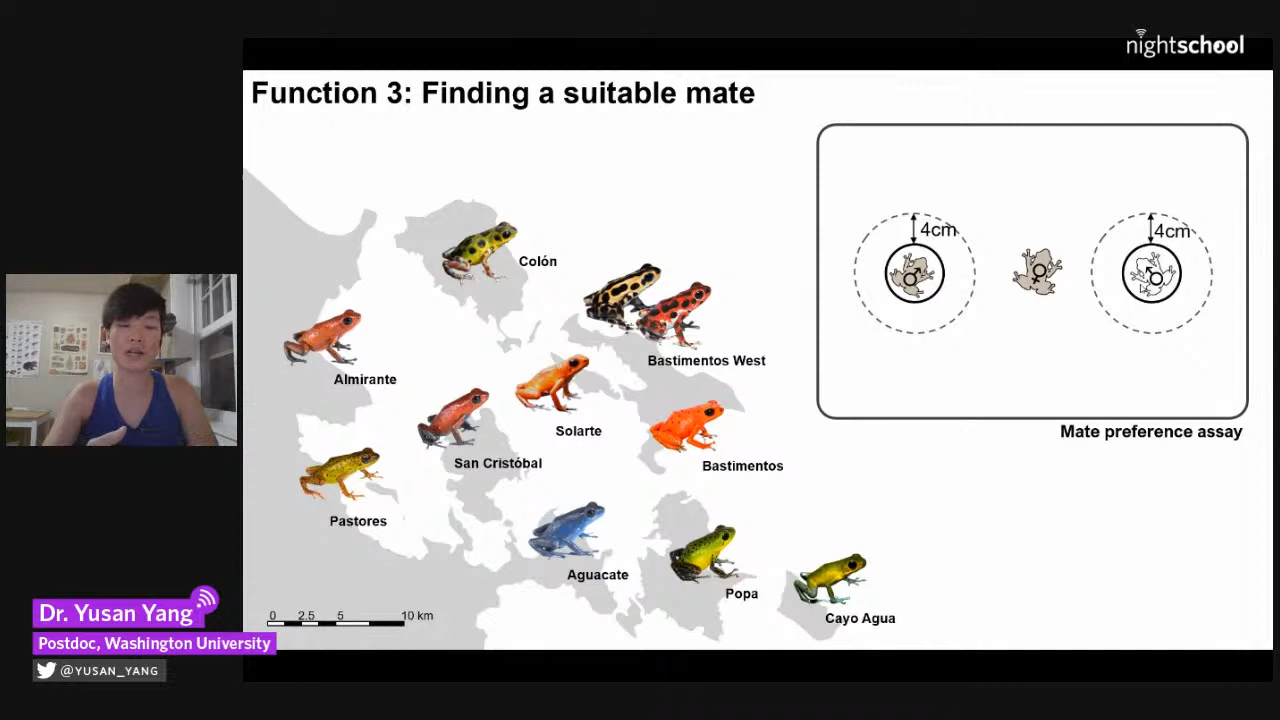 nightschool
Function 3: Finding a suitable mate
4cm
4cm
Colón
Bastimentos West
Almirante
Solarte
Mate preference assay
San Cristóbal
Bastimentos
Pastores
Aguacate
Popa
Cayo Agua
0 2.5 5 10 km
Dr. Yusan Yang
Postdoc, Washington University
@YUSAN_YANG